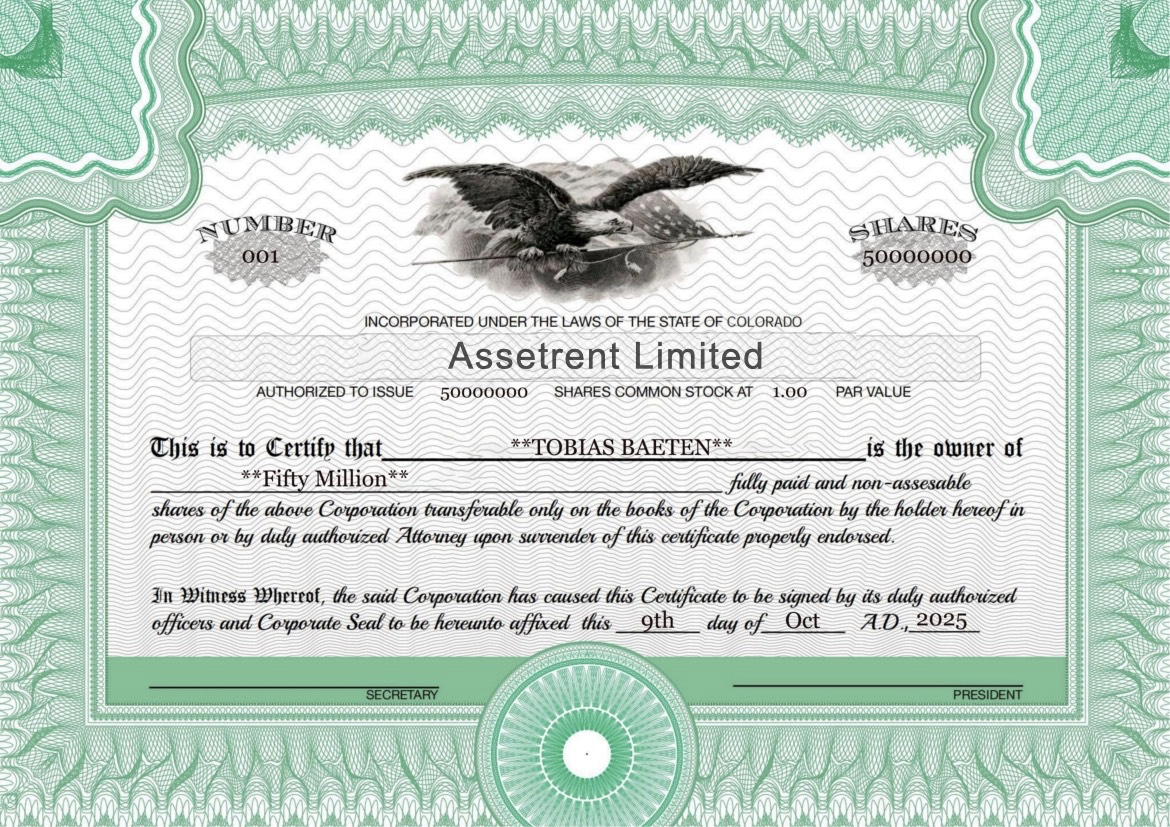 NUMBER
001
SHARES
50000000
INCORPORATED UNDER THE LAWS OF THE STATE OF COLORADO
Assetrent Limited
AUTHORIZED TO ISSUE 50000000 SHARES COMMON STOCK AT 1.00 PAR VALUE
This is to Certify that **TOBIAS BAETEN** is the owner of
**Fifty Million** fully paid and non-assesable
shares of the above Corporation transferable only on the books of the Corporation by the holder hereof in
person or by duly authorized Attorney upon surrender of this certificate properly endorsed.
In Witness Whereof, the said Corporation has caused this Certificate to be signed by its duly authorized
officers and Corporate Seal to be hereunto affixed this 9th day of Oct A.D., 2025
SECRETARY
PRESIDENT